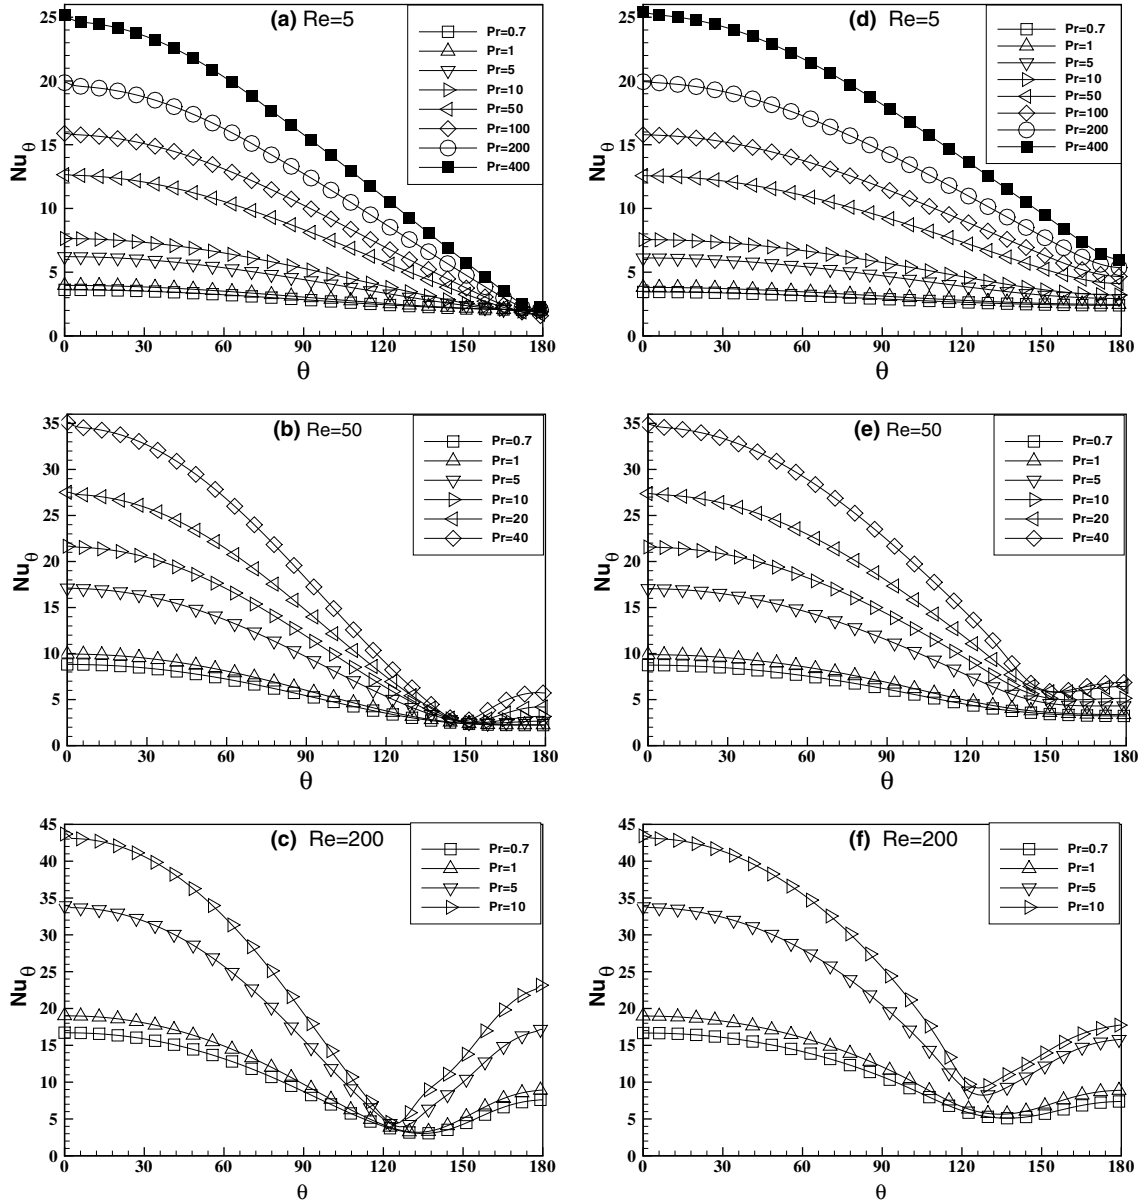 (a) Re=5
Nuθ
25
20
15
10
5
0
0 30 60 90 120 150 180
θ
Pr=0.7
Pr=1
Pr=5
Pr=10
Pr=50
Pr=100
Pr=200
Pr=400
(d) Re=5
Nuθ
25
20
15
10
5
0
0 30 60 90 120 150 180
θ
Pr=0.7
Pr=1
Pr=5
Pr=10
Pr=50
Pr=100
Pr=200
Pr=400
(b) Re=50
Nuθ
35
30
25
20
15
10
5
0
0 30 60 90 120 150 180
θ
Pr=0.7
Pr=1
Pr=5
Pr=10
Pr=20
Pr=40
(e) Re=50
Nuθ
35
30
25
20
15
10
5
0
0 30 60 90 120 150 180
θ
Pr=0.7
Pr=1
Pr=5
Pr=10
Pr=20
Pr=40
(c) Re=200
Nuθ
45
40
35
30
25
20
15
10
5
0
0 30 60 90 120 150 180
θ
Pr=0.7
Pr=1
Pr=5
Pr=10
(f) Re=200
Nuθ
45
40
35
30
25
20
15
10
5
0
0 30 60 90 120 150 180
θ
Pr=0.7
Pr=1
Pr=5
Pr=10